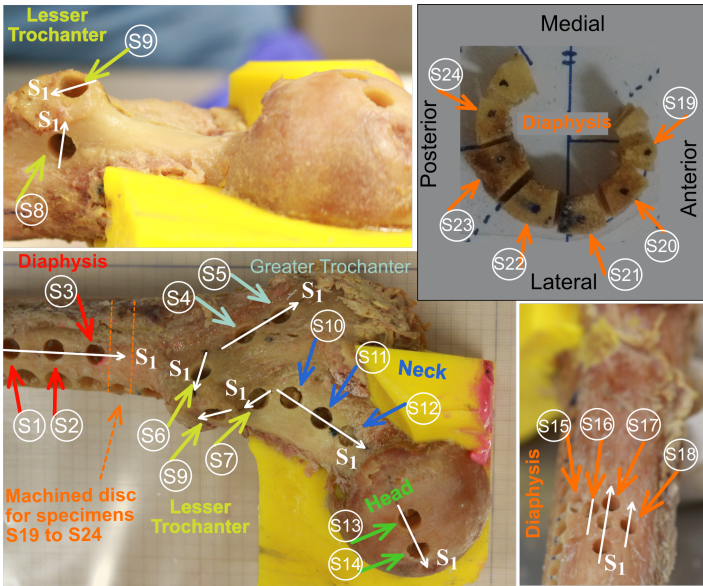 Lesser
Trochanter
S9
S1
S1
S8
Medial
S24
S19
Diaphysis
Posterior
Anterior
S23
S20
S22
S21
Lateral
Diaphysis
S3
S5
Greater Trochanter
S4
S1
S10
S11
Neck
S1
S1
S1
S1
S2
S6
S9
S7
S12
S1
Lesser
Trochanter
Machined disc
for specimens
S19 to S24
Head
S13
S14
S1
S15
S16
S17
S18
Diaphysis
S1